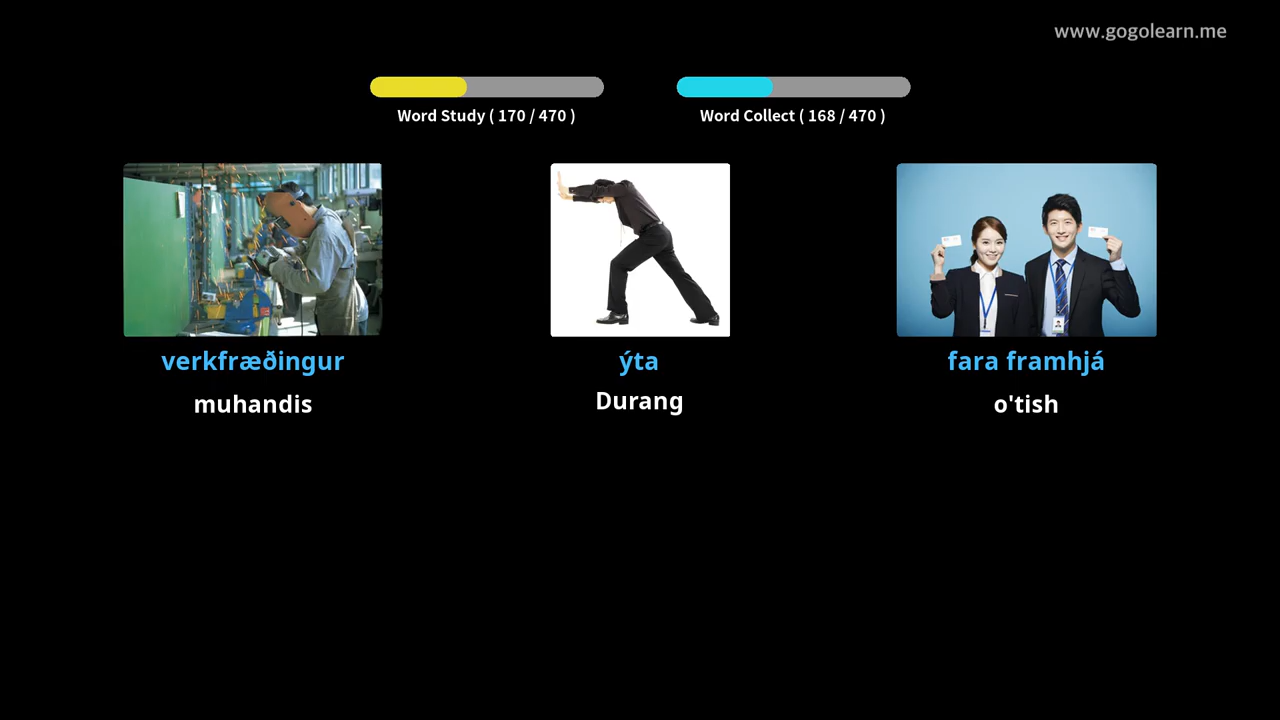 www.gogolearn.me
Word Study ( 170 / 470 )
Word Collect ( 168 / 470 )
verkfræðingur
muhandis
ýta
Durang
fara framhjá
o'tish